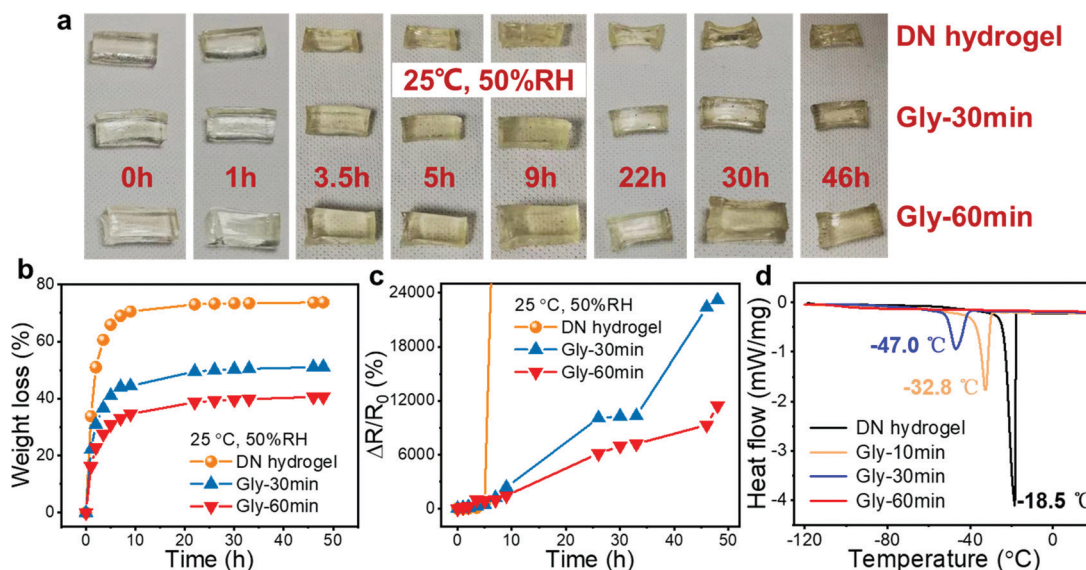 a
DN hydrogel
25℃, 50%RH
Gly-30min
0h 1h 3.5h 5h 9h 22h 30h 46h
Gly-60min
b
Weight loss (%)
80
60
40
20
0
25 °C, 50%RH
DN hydrogel
Gly-30min
Gly-60min
0 10 20 30 40 50
Time (h)
c
ΔR/R0 (%)
24000
18000
12000
6000
0
25 °C, 50%RH
DN hydrogel
Gly-30min
Gly-60min
0 10 20 30 40 50
Time (h)
d
Heat flow (mW/mg)
0
-1
-2
-3
-4
-47.0 ℃
-32.8 ℃
DN hydrogel
Gly-10min
Gly-30min
Gly-60min
-18.5 ℃
-120 -80 -40 0
Temperature (°C)